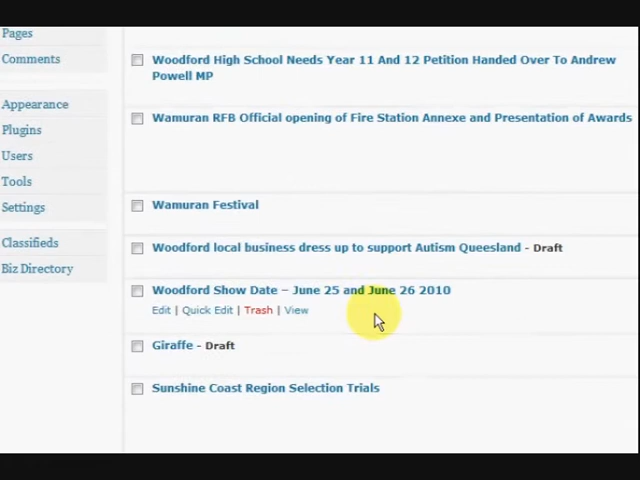 Pages
Comments
Appearance
Plugins
Users
Tools
Settings
Classifieds
Biz Directory
Woodford High School Needs Year 11 And 12 Petition Handed Over To Andrew
Powell MP
Wamuran RFB Official opening of Fire Station Annexe and Presentation of Awards
Wamuran Festival
Woodford local business dress up to support Autism Queesland - Draft
Woodford Show Date – June 25 and June 26 2010
Edit | Quick Edit | Trash | View
Giraffe - Draft
Sunshine Coast Region Selection Trials